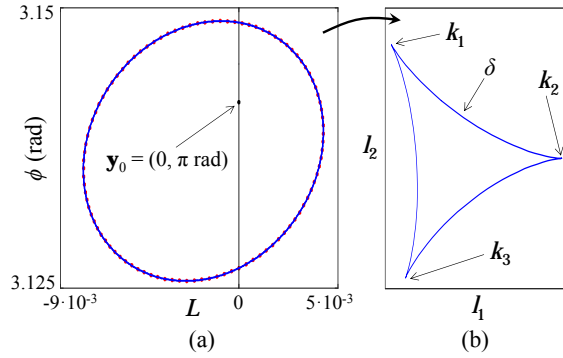 3.15
ϕ (rad)
y₀ = (0, π rad)
3.125
-9·10⁻³
L
0
5·10⁻³
(a)
k₁
δ
k₂
l₂
k₃
l₁
(b)